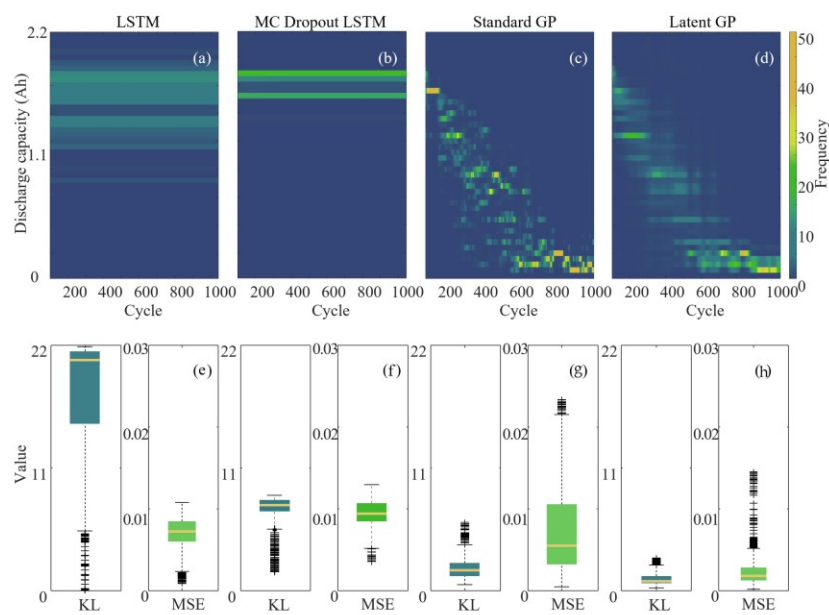 LSTM
MC Dropout LSTM
Standard GP
Latent GP
2.2
1.1
0
Discharge capacity (Ah)
(a)
(b)
(c)
(d)
50
40
30
20
10
0
Frequency
200 400 600 800 1000
200 400 600 800 1000
200 400 600 800 1000
200 400 600 800 1000
Cycle
Cycle
Cycle
Cycle
22
11
0
Value
0.03
0.02
0.01
0
(e)
KL
MSE
22
11
0
0.03
0.02
0.01
0
(f)
KL
MSE
22
11
0
0.03
0.02
0.01
0
(g)
KL
MSE
22
11
0
0.03
0.02
0.01
0
(h)
KL
MSE